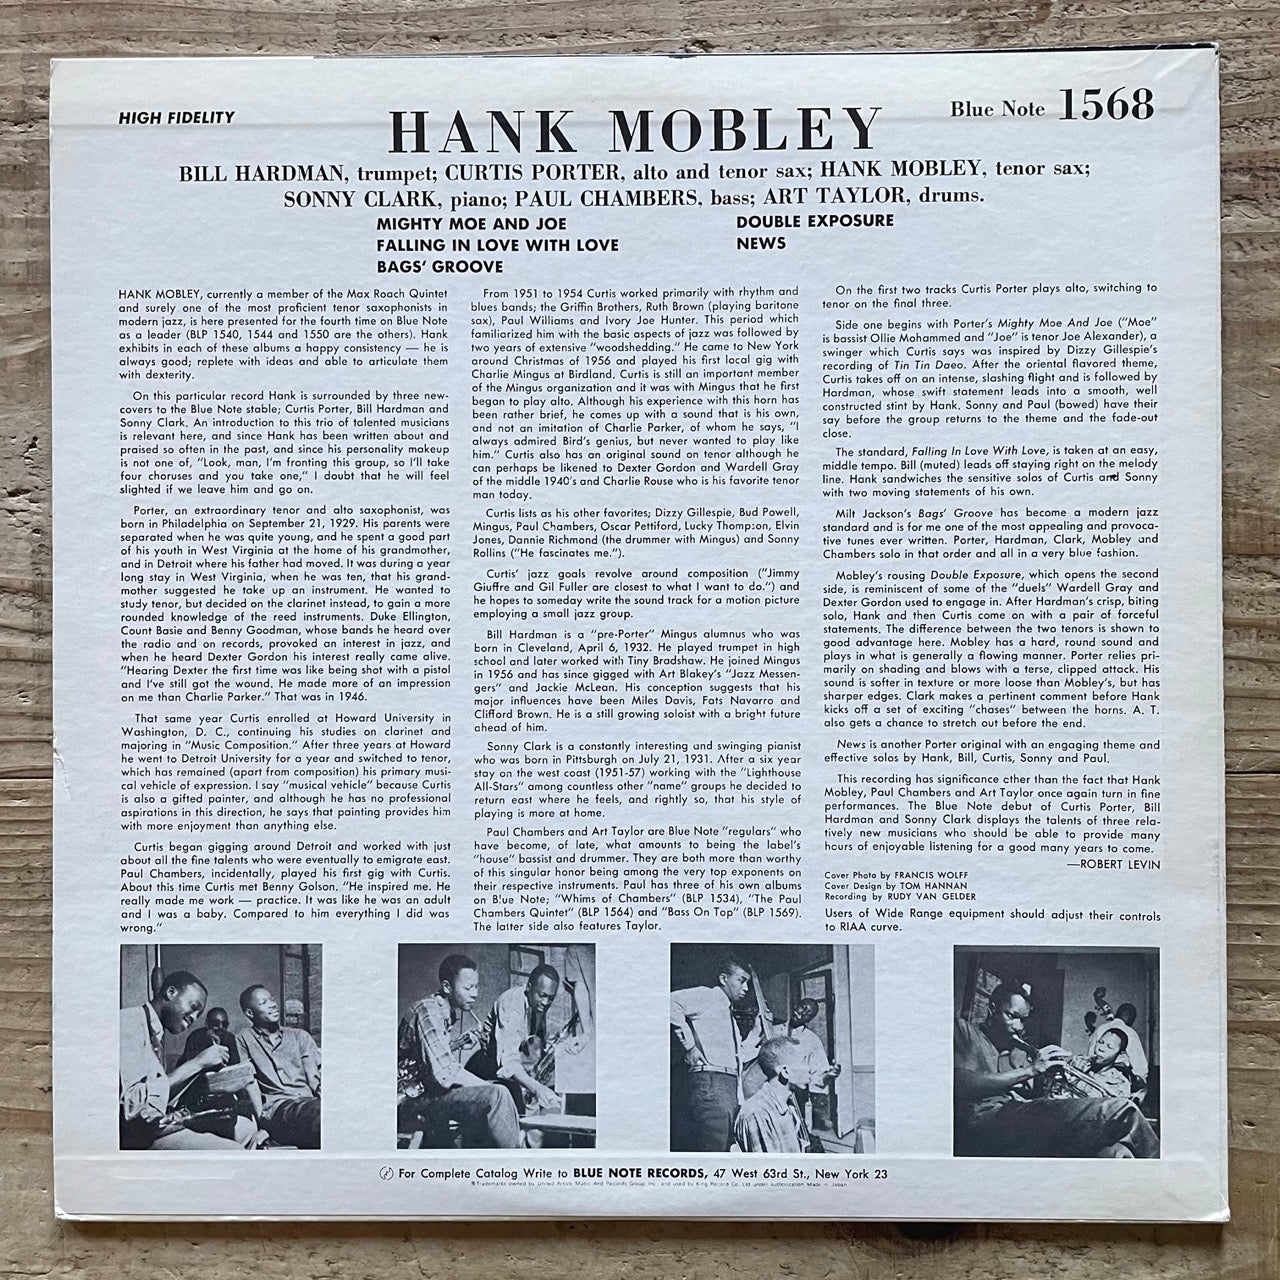 HIGH FIDELITY
HANK MOBLEY
Blue Note 1568
BILL HARDMAN, trumpet; CURTIS PORTER, alto and tenor sax; HANK MOBLEY, tenor sax;
SONNY CLARK, piano; PAUL CHAMBERS, bass; ART TAYLOR, drums.
MIGHTY MOE AND JOE
FALLING IN LOVE WITH LOVE
BAGS' GROOVE
DOUBLE EXPOSURE
NEWS
HANK MOBLEY, currently a member of the Max Roach Quintet
and surely one of the most proficient tenor saxophonists in
modern jazz, is here presented for the fourth time on Blue Note
as a leader (BLP 1540, 1544 and 1550 are the others). Hank
exhibits in each of these albums a happy consistency — he is
always good; replete with ideas and able to articulate them
with dexterity.
On this particular record Hank is surrounded by three new-
covers to the Blue Note stable; Curtis Porter, Bill Hardman and
Sonny Clark. An introduction to this trio of talented musicians
is relevant here, and since Hank has been written about and
praised so often in the past, and since his personality makeup
is not one of, "Look, man, I'm fronting this group, so I'll take
four choruses and you take one," I doubt that he will feel
slighted if we leave him and go on.
Porter, an extraordinary tenor and alto saxophonist, was
born in Philadelphia on September 21, 1929. His parents were
separated when he was quite young, and he spent a good part
of his youth in West Virginia at the home of his grandmother,
and in Detroit where his father had moved. It was during a year
long stay in West Virginia, when he was ten, that his grand-
mother suggested he take up an instrument. He wanted to
study tenor, but decided on the clarinet instead, to gain a more
rounded knowledge of the reed instruments. Duke Ellington,
Count Basie and Benny Goodman, whose bands he heard over
the radio and on records, provoked an interest in jazz, and
when he heard Dexter Gordon his interest really came alive.
"Hearing Dexter the first time was like being shot with a pistol
and I've still got the wound. He made more of an impression
on me than Charlie Parker." That was in 1946.
That same year Curtis enrolled at Howard University in
Washington, D. C., continuing his studies on clarinet and
majoring in "Music Composition." After three years at Howard
he went to Detroit University for a year and switched to tenor,
which has remained (apart from composition) his primary musi-
cal vehicle of expression. I say "musical vehicle" because Curtis
is also a gifted painter, and although he has no professional
aspirations in this direction, he says that painting provides him
with more enjoyment than anything else.
Curtis began gigging around Detroit and worked with just
about all the fine talents who were eventually to emigrate east.
Paul Chambers, incidentally, played his first gig with Curtis.
About this time Curtis met Benny Golson. "He inspired me. He
really made me work — practice. It was like he was an adult
and I was a baby. Compared to him everything I did was
wrong."
From 1951 to 1954 Curtis worked primarily with rhythm and
blues bands; the Griffin Brothers, Ruth Brown (playing baritone
sax), Paul Williams and Ivory Joe Hunter. This period which
familiarized him with the basic aspects of jazz was followed by
two years of extensive "woodshedding." He came to New York
around Christmas of 1956 and played his first local gig with
Charlie Mingus at Birdland. Curtis is still an important member
of the Mingus organization and it was with Mingus that he first
began to play alto. Although his experience with this horn has
been rather brief, he comes up with a sound that is his own,
and not an imitation of Charlie Parker, of whom he says, "I
always admired Bird's genius, but never wanted to play like
him." Curtis also has an original sound on tenor although he
can perhaps be likened to Dexter Gordon and Wardell Gray
of the middle 1940's and Charlie Rouse who is his favorite tenor
man today.
Curtis lists as his other favorites; Dizzy Gillespie, Bud Powell,
Mingus, Paul Chambers, Oscar Pettiford, Lucky Thompson, Elvin
Jones, Dannie Richmond (the drummer with Mingus) and Sonny
Rollins ("He fascinates me.").
Curtis' jazz goals revolve around composition ("Jimmy
Giuffre and Gil Fuller are closest to what I want to do.") and
he hopes to someday write the sound track for a motion picture
employing a small jazz group.
Bill Hardman is a "pre-Porter" Mingus alumnus who was
born in Cleveland, April 6, 1932. He played trumpet in high
school and later worked with Tiny Bradshaw. He joined Mingus
in 1956 and has since gigged with Art Blakey's "Jazz Messen-
gers" and Jackie McLean. His conception suggests that his
major influences have been Miles Davis, Fats Navarro and
Clifford Brown. He is a still growing soloist with a bright future
ahead of him.
Sonny Clark is a constantly interesting and swinging pianist
who was born in Pittsburgh on July 21, 1931. After a six year
stay on the west coast (1951-57) working with the "Lighthouse
All-Stars" among countless other "name" groups he decided to
return east where he feels, and rightly so, that his style of
playing is more at home.
Paul Chambers and Art Taylor are Blue Note "regulars" who
have become, of late, what amounts to being the label's
"house" bassist and drummer. They are both more than worthy
of this singular honor being among the very top exponents on
their respective instruments. Paul has three of his own albums
on Blue Note; "Whims of Chambers" (BLP 1534), "The Paul
Chambers Quintet" (BLP 1564) and "Bass On Top" (BLP 1569).
The latter side also features Taylor.
On the first two tracks Curtis Porter plays alto, switching to
tenor on the final three.
Side one begins with Porter's Mighty Moe And Joe ("Moe"
is bassist Ollie Mohammed and "Joe" is tenor Joe Alexander), a
swinger which Curtis says was inspired by Dizzy Gillespie's
recording of Tin Tin Daeo. After the oriental flavored theme,
Curtis takes off on an intense, slashing flight and is followed by
Hardman, whose swift statement leads into a smooth, well
constructed stint by Hank. Sonny and Paul (bowed) have their
say before the group returns to the theme and the fade-out
close.
The standard, Falling In Love With Love, is taken at an easy,
middle tempo. Bill (muted) leads off staying right on the melody
line. Hank sandwiches the sensitive solos of Curtis and Sonny
with two moving statements of his own.
Milt Jackson's Bags' Groove has become a modern jazz
standard and is for me one of the most appealing and provoca-
tive tunes ever written. Porter, Hardman, Clark, Mobley and
Chambers solo in that order and all in a very blue fashion.
Mobley's rousing Double Exposure, which opens the second
side, is reminiscent of some of the "duels" Wardell Gray and
Dexter Gordon used to engage in. After Hardman's crisp, biting
solo, Hank and then Curtis come on with a pair of forceful
statements. The difference between the two tenors is shown to
good advantage here. Mobley has a hard, round sound and
plays in what is generally a flowing manner. Porter relies pri-
marily on shading and blows with a terse, clipped attack. His
sound is softer in texture or more loose than Mobley's, but has
sharper edges. Clark makes a pertinent comment before Hank
kicks off a set of exciting "chases" between the horns. A. T.
also gets a chance to stretch out before the end.
News is another Porter original with an engaging theme and
effective solos by Hank, Bill, Curtis, Sonny and Paul.
This recording has significance other than the fact that Hank
Mobley, Paul Chambers and Art Taylor once again turn in fine
performances. The Blue Note debut of Curtis Porter, Bill
Hardman and Sonny Clark displays the talents of three rela-
tively new musicians who should be able to provide many
hours of enjoyable listening for a good many years to come.
—ROBERT LEVIN
Cover Photo by FRANCIS WOLFF
Cover Design by TOM HANNAN
Recording by RUDY VAN GELDER
Users of Wide Range equipment should adjust their controls
to RIAA curve.
For Complete Catalog Write to BLUE NOTE RECORDS, 47 West 63rd St., New York 23
® Trademarks owned by United Artists Music And Records Group, Inc. and used by King Record Co., Ltd. under authorization Made in Japan